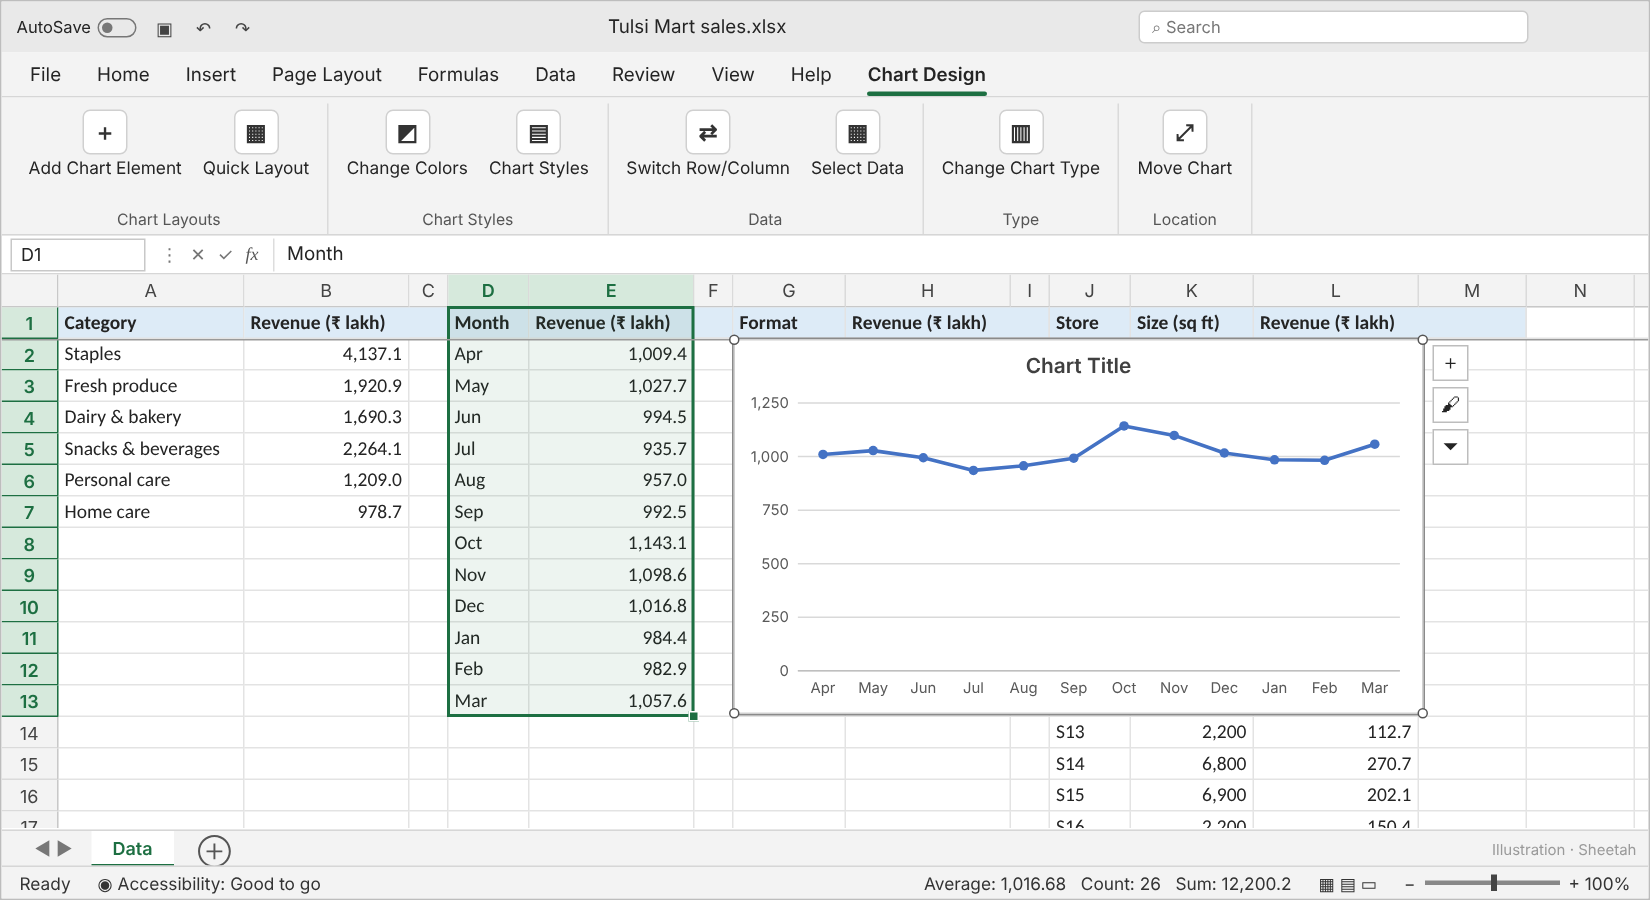 AutoSave Tulsi Mart sales.xlsx Search
File Home Insert Page Layout Formulas Data Review View Help Chart Design
Add Chart Element Quick Layout Change Colors Chart Styles Switch Row/Column Select Data Change Chart Type Move Chart
Chart Layouts Chart Styles Data Type Location
D1 fx Month
A B C D E F G H I J K L M N
1 Category Revenue (₹ lakh) Month Revenue (₹ lakh) Format Revenue (₹ lakh) Store Size (sq ft) Revenue (₹ lakh)
2 Staples 4,137.1 Apr 1,009.4
3 Fresh produce 1,920.9 May 1,027.7
4 Dairy & bakery 1,690.3 Jun 994.5
5 Snacks & beverages 2,264.1 Jul 935.7
6 Personal care 1,209.0 Aug 957.0
7 Home care 978.7 Sep 992.5
8 Oct 1,143.1
9 Nov 1,098.6
10 Dec 1,016.8
11 Jan 984.4
12 Feb 982.9
13 Mar 1,057.6
Chart Title
1,250
1,000
750
500
250
0
Apr May Jun Jul Aug Sep Oct Nov Dec Jan Feb Mar
14 S13 2,200 112.7
15 S14 6,800 270.7
16 S15 6,900 202.1
17 S16 2,200 150.4
Data Illustration · Sheetah
Ready Accessibility: Good to go Average: 1,016.68 Count: 26 Sum: 12,200.2 − + 100%